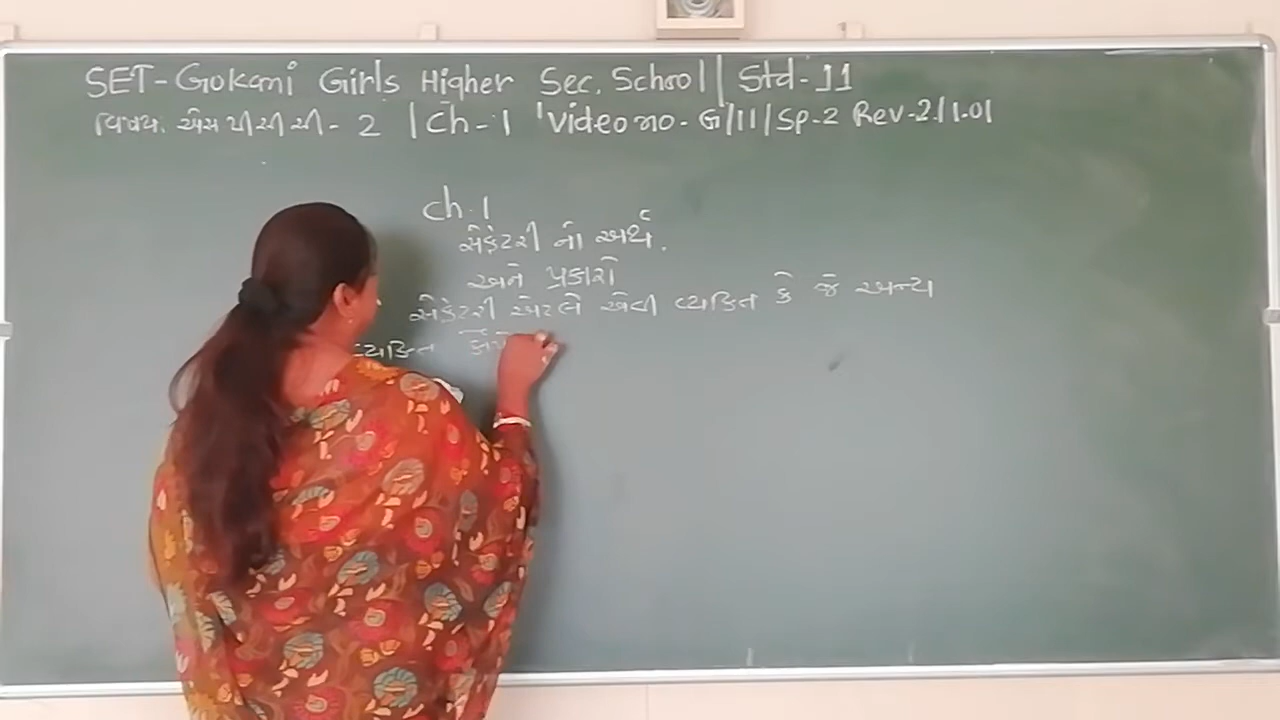 SET-Gokani Girls Higher Sec. School | Std-11
વિષય: એસ પી સી સી - 2 | Ch-1 | Video no. G/11/Sp-2 Rev-2/1.01
Ch.1
સેક્રેટરી નો અર્થ.
અને પ્રકારો
સેક્રેટરી એટલે એવી વ્યકિત કે જે અન્ય
વ્યકિત